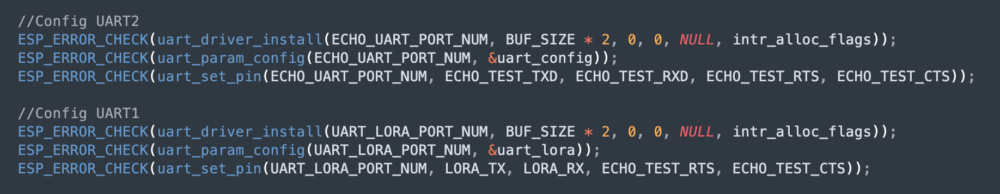 //Config UART2
ESP_ERROR_CHECK(uart_driver_install(ECHO_UART_PORT_NUM, BUF_SIZE * 2, 0, 0, NULL, intr_alloc_flags));
ESP_ERROR_CHECK(uart_param_config(ECHO_UART_PORT_NUM, &uart_config));
ESP_ERROR_CHECK(uart_set_pin(ECHO_UART_PORT_NUM, ECHO_TEST_TXD, ECHO_TEST_RXD, ECHO_TEST_RTS, ECHO_TEST_CTS));

//Config UART1
ESP_ERROR_CHECK(uart_driver_install(UART_LORA_PORT_NUM, BUF_SIZE * 2, 0, 0, NULL, intr_alloc_flags));
ESP_ERROR_CHECK(uart_param_config(UART_LORA_PORT_NUM, &uart_lora));
ESP_ERROR_CHECK(uart_set_pin(UART_LORA_PORT_NUM, LORA_TX, LORA_RX, ECHO_TEST_RTS, ECHO_TEST_CTS));